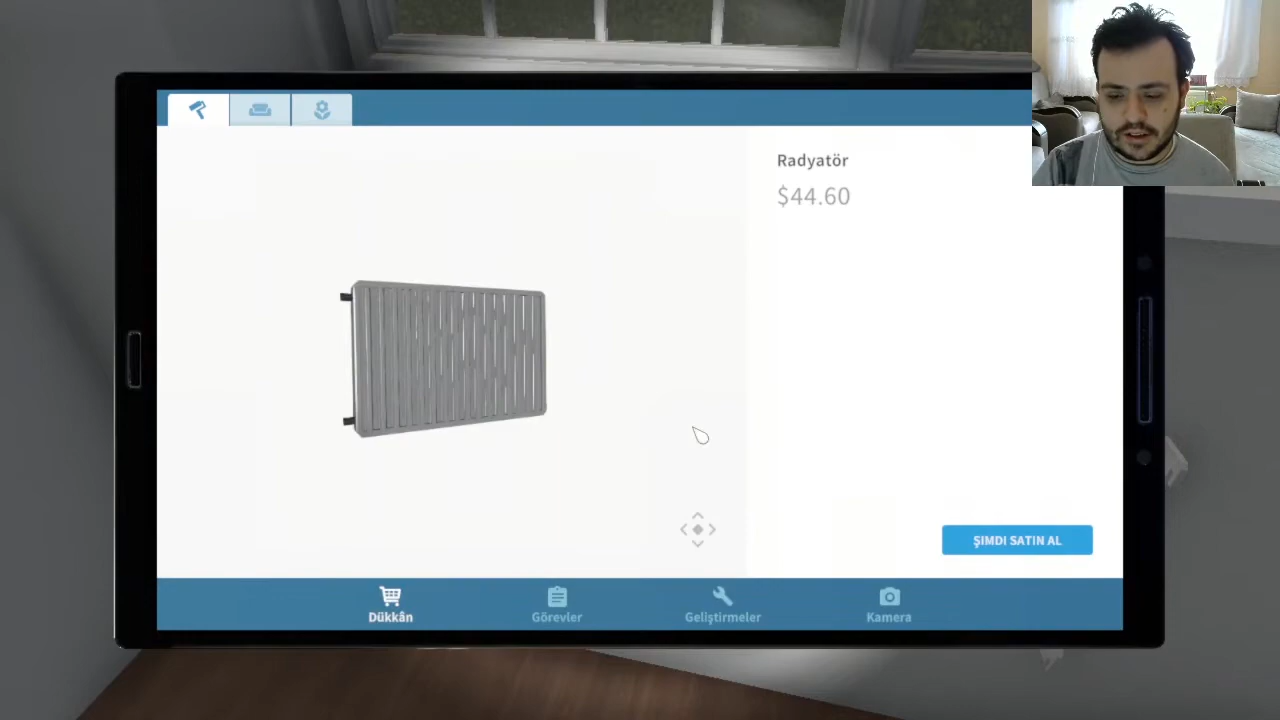 Radyatör
$44.60
ŞIMDI SATIN AL
Dükkân
Görevler
Geliştirmeler
Kamera